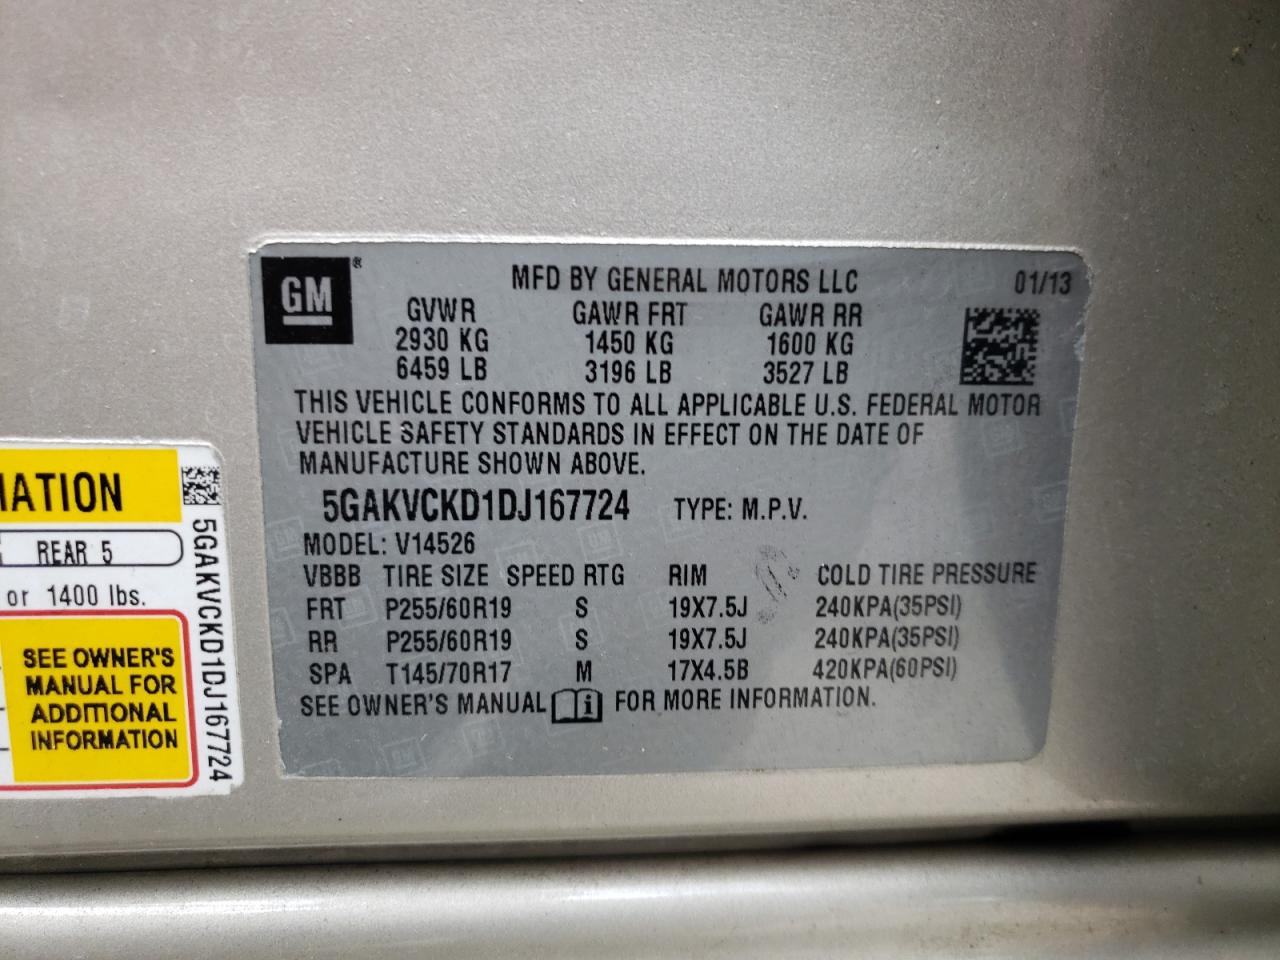 GM®
MFD BY GENERAL MOTORS LLC 01/13
GVWR GAWR FRT GAWR RR
2930 KG 1450 KG 1600 KG
6459 LB 3196 LB 3527 LB
THIS VEHICLE CONFORMS TO ALL APPLICABLE U.S. FEDERAL MOTOR
VEHICLE SAFETY STANDARDS IN EFFECT ON THE DATE OF
MANUFACTURE SHOWN ABOVE.
5GAKVCKD1DJ167724 TYPE: M.P.V.
MODEL: V14526
VBBB TIRE SIZE SPEED RTG RIM COLD TIRE PRESSURE
FRT P255/60R19 S 19X7.5J 240KPA(35PSI)
RR P255/60R19 S 19X7.5J 240KPA(35PSI)
SPA T145/70R17 M 17X4.5B 420KPA(60PSI)
SEE OWNER'S MANUAL i FOR MORE INFORMATION.
IATION
REAR 5
or 1400 lbs.
SEE OWNER'S
MANUAL FOR
ADDITIONAL
INFORMATION
5GAKVCKD1DJ167724